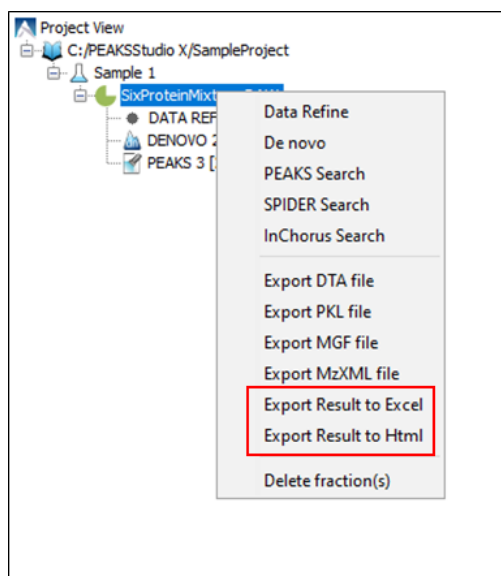 Project View
C:/PEAKSStudio X/SampleProject
Sample 1
SixProteinMixt
DATA REF
DENOVO 2
PEAKS 3 [
Data Refine
De novo
PEAKS Search
SPIDER Search
InChorus Search
Export DTA file
Export PKL file
Export MGF file
Export MzXML file
Export Result to Excel
Export Result to Html
Delete fraction(s)